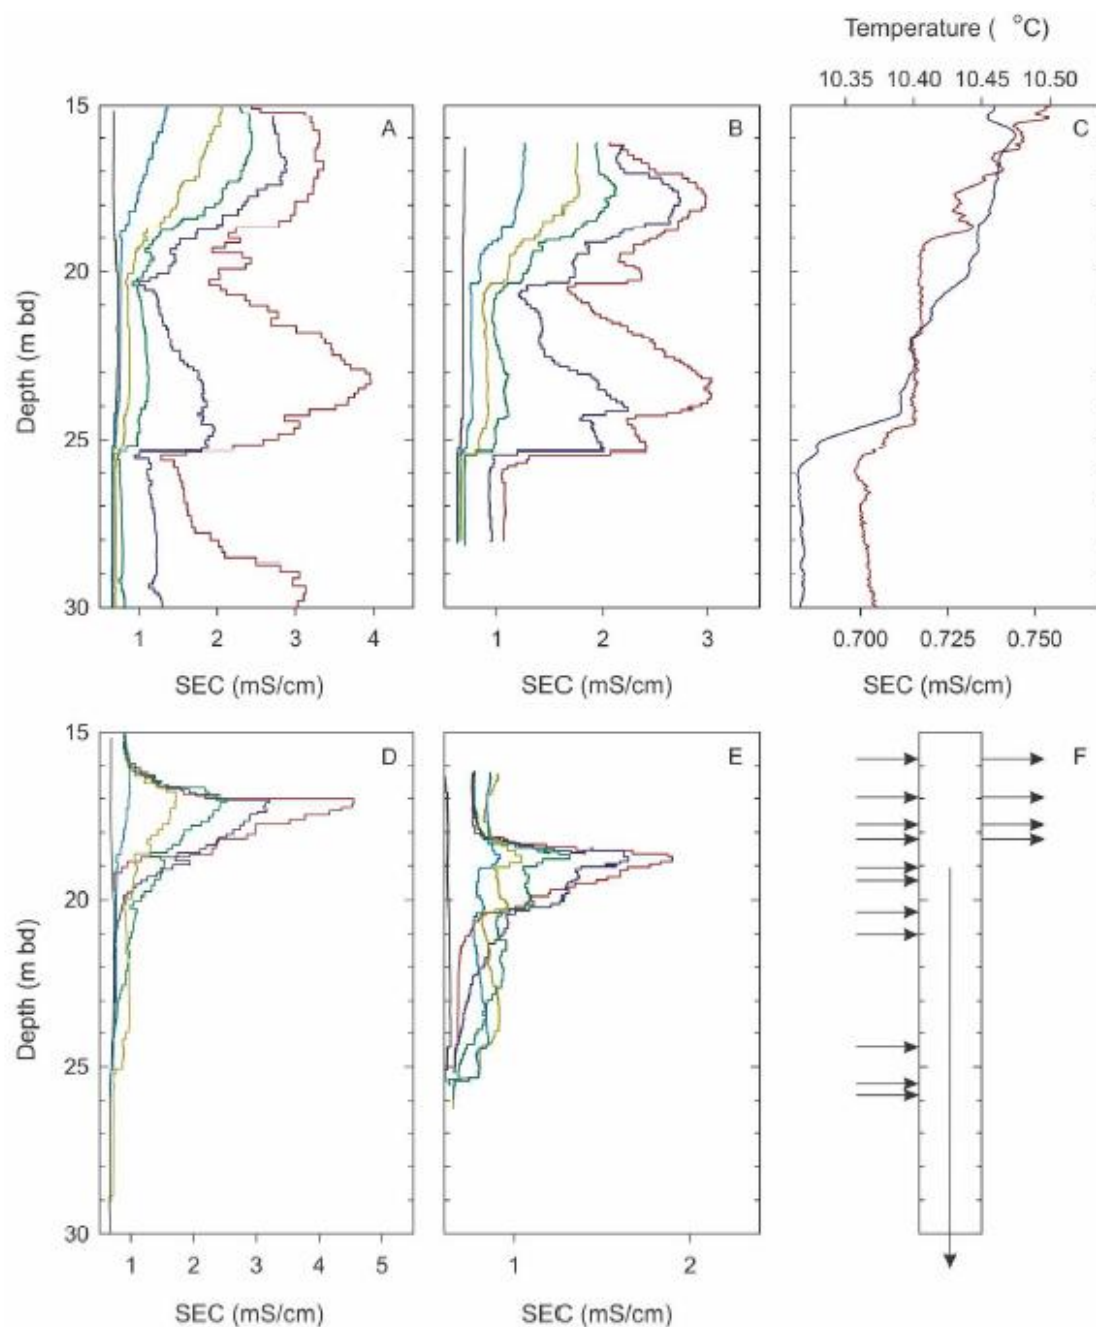 Temperature ( °C)
10.35 10.40 10.45 10.50
15 A B C
20
25
30
Depth (m bd)
1 2 3 4 1 2 3 0.700 0.725 0.750
SEC (mS/cm) SEC (mS/cm) SEC (mS/cm)
15 D E F
20
25
30
Depth (m bd)
1 2 3 4 5 1 2
SEC (mS/cm) SEC (mS/cm)